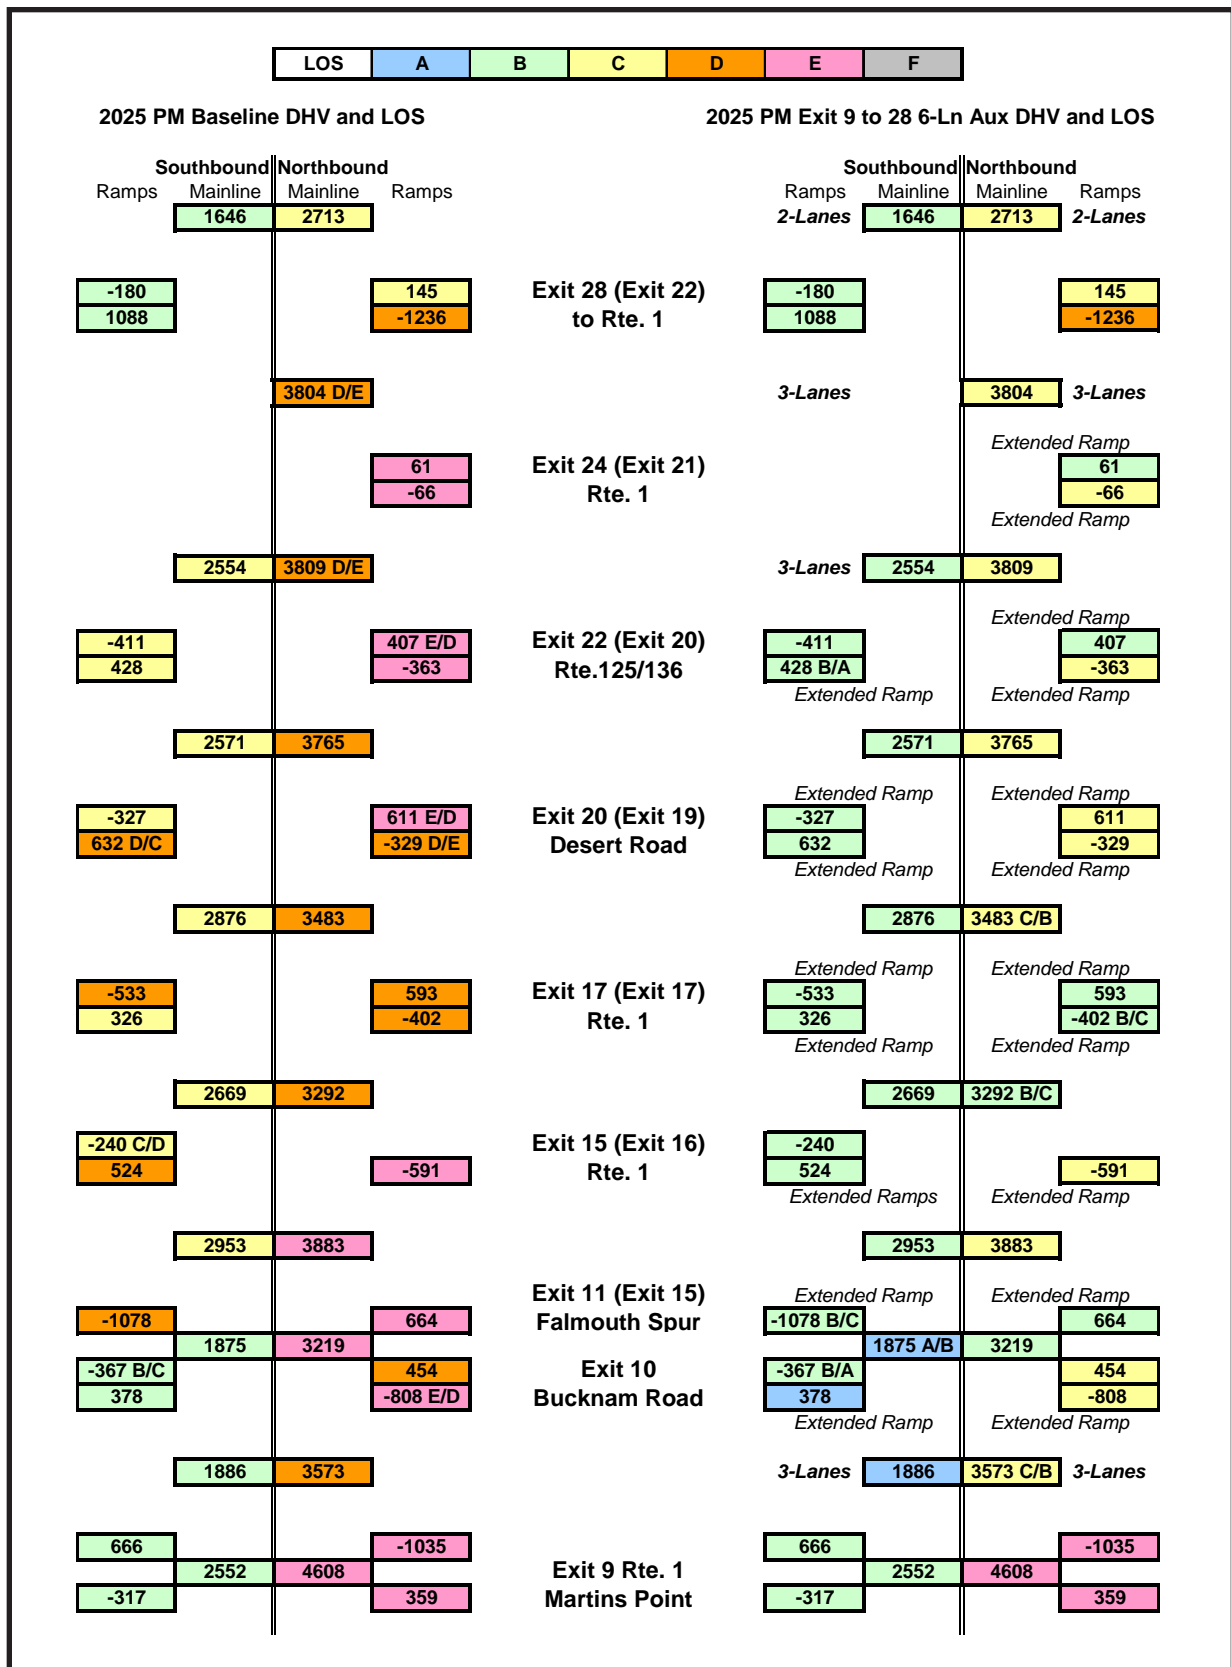 LOS A B C D E F
2025 PM Baseline DHV and LOS 2025 PM Exit 9 to 28 6-Ln Aux DHV and LOS
Southbound Northbound Southbound Northbound
Ramps Mainline Mainline Ramps Ramps Mainline Mainline Ramps
1646 2713 2-Lanes 1646 2713 2-Lanes
-180 145 Exit 28 (Exit 22) -180 145
1088 -1236 to Rte. 1 1088 -1236
3804 D/E 3-Lanes 3804 3-Lanes
Extended Ramp
61 Exit 24 (Exit 21) 61
-66 Rte. 1 -66
Extended Ramp
2554 3809 D/E 3-Lanes 2554 3809
Extended Ramp
-411 407 E/D Exit 22 (Exit 20) -411 407
428 -363 Rte.125/136 428 B/A -363
Extended Ramp Extended Ramp
2571 3765 2571 3765
Extended Ramp Extended Ramp
-327 611 E/D Exit 20 (Exit 19) -327 611
632 D/C -329 D/E Desert Road 632 -329
Extended Ramp Extended Ramp
2876 3483 2876 3483 C/B
Extended Ramp Extended Ramp
-533 593 Exit 17 (Exit 17) -533 593
326 -402 Rte. 1 326 -402 B/C
Extended Ramp Extended Ramp
2669 3292 2669 3292 B/C
-240 C/D Exit 15 (Exit 16) -240
524 -591 Rte. 1 524 -591
Extended Ramps Extended Ramp
2953 3883 2953 3883
Exit 11 (Exit 15) Extended Ramp Extended Ramp
-1078 664 Falmouth Spur -1078 B/C 664
1875 3219 1875 A/B 3219
-367 B/C 454 Exit 10 -367 B/A 454
378 -808 E/D Bucknam Road 378 -808
Extended Ramp Extended Ramp
1886 3573 3-Lanes 1886 3573 C/B 3-Lanes
666 -1035 666 -1035
2552 4608 Exit 9 Rte. 1 2552 4608
-317 359 Martins Point -317 359